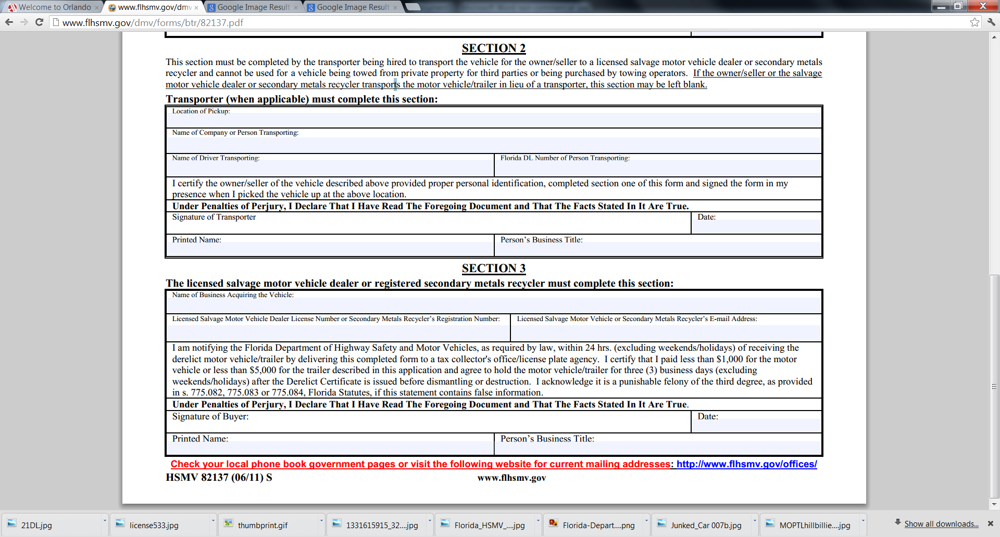 Welcome to Orlando
www.flhsmv.gov/dmv
Google Image Result
Google Image Result
www.flhsmv.gov/dmv/forms/btr/82137.pdf
SECTION 2
This section must be completed by the transporter being hired to transport the vehicle for the owner/seller to a licensed salvage motor vehicle dealer or secondary metals
recycler and cannot be used for a vehicle being towed from private property for third parties or being purchased by towing operators. If the owner/seller or the salvage
motor vehicle dealer or secondary metals recycler transports the motor vehicle/trailer in lieu of a transporter, this section may be left blank.
Transporter (when applicable) must complete this section:
Location of Pickup:
Name of Company or Person Transporting:
Name of Driver Transporting:
Florida DL Number of Person Transporting:
I certify the owner/seller of the vehicle described above provided proper personal identification, completed section one of this form and signed the form in my
presence when I picked the vehicle up at the above location.
Under Penalties of Perjury, I Declare That I Have Read The Foregoing Document and That The Facts Stated In It Are True.
Signature of Transporter
Date:
Printed Name:
Person's Business Title:
SECTION 3
The licensed salvage motor vehicle dealer or registered secondary metals recycler must complete this section:
Name of Business Acquiring the Vehicle:
Licensed Salvage Motor Vehicle Dealer License Number or Secondary Metals Recycler's Registration Number:
Licensed Salvage Motor Vehicle or Secondary Metals Recycler's E-mail Address:
I am notifying the Florida Department of Highway Safety and Motor Vehicles, as required by law, within 24 hrs. (excluding weekends/holidays) of receiving the
derelict motor vehicle/trailer by delivering this completed form to a tax collector's office/license plate agency. I certify that I paid less than $1,000 for the motor
vehicle or less than $5,000 for the trailer described in this application and agree to hold the motor vehicle/trailer for three (3) business days (excluding
weekends/holidays) after the Derelict Certificate is issued before dismantling or destruction. I acknowledge it is a punishable felony of the third degree, as provided
in s. 775.082, 775.083 or 775.084, Florida Statutes, if this statement contains false information.
Under Penalties of Perjury, I Declare That I Have Read The Foregoing Document and That The Facts Stated In It Are True.
Signature of Buyer:
Date:
Printed Name:
Person's Business Title:
Check your local phone book government pages or visit the following website for current mailing addresses: http://www.flhsmv.gov/offices/
HSMV 82137 (06/11) S
www.flhsmv.gov
21DL.jpg
license533.jpg
thumbprint.gif
1331615915_32....jpg
Florida_HSMV_....jpg
Florida-Depart....png
Junked_Car 007b.jpg
MOPTLhillbillie....jpg
Show all downloads...